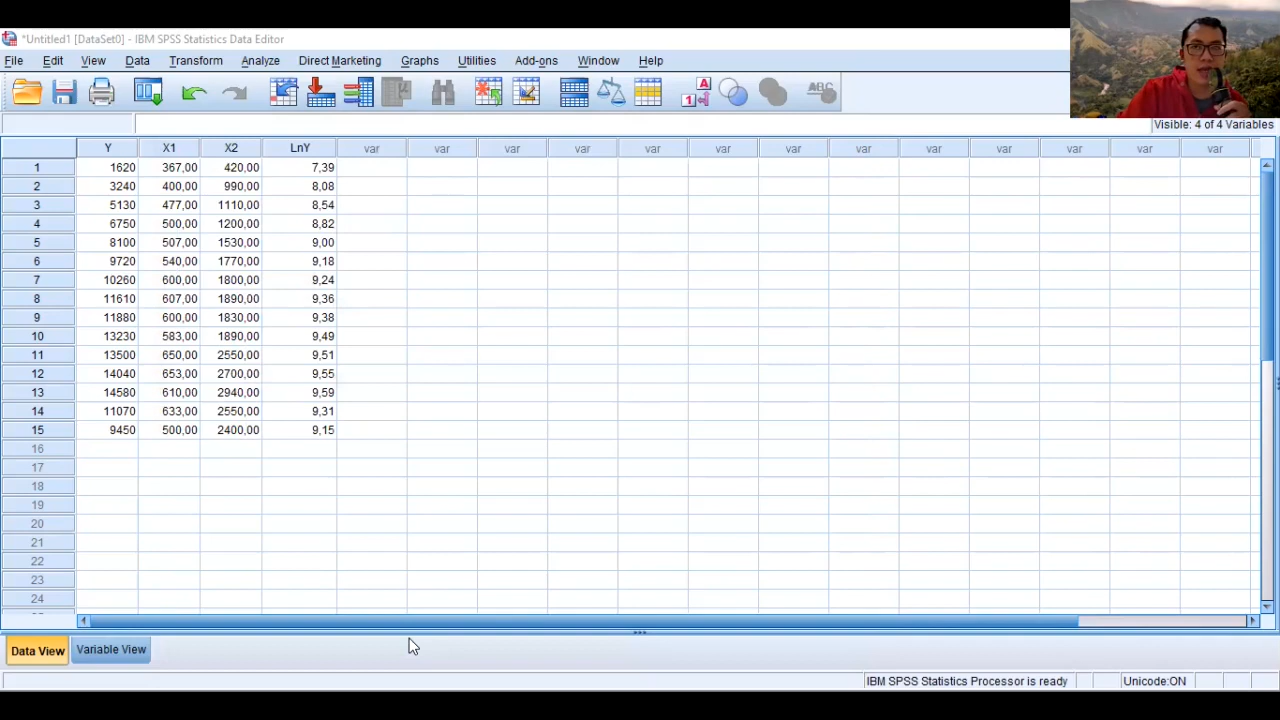 *Untitled1 [DataSet0] - IBM SPSS Statistics Data Editor
File Edit View Data Transform Analyze Direct Marketing Graphs Utilities Add-ons Window Help
Visible: 4 of 4 Variables
Y X1 X2 LnY var var var var var var var var var var var var var
1 1620 367,00 420,00 7,39
2 3240 400,00 990,00 8,08
3 5130 477,00 1110,00 8,54
4 6750 500,00 1200,00 8,82
5 8100 507,00 1530,00 9,00
6 9720 540,00 1770,00 9,18
7 10260 600,00 1800,00 9,24
8 11610 607,00 1890,00 9,36
9 11880 600,00 1830,00 9,38
10 13230 583,00 1890,00 9,49
11 13500 650,00 2550,00 9,51
12 14040 653,00 2700,00 9,55
13 14580 610,00 2940,00 9,59
14 11070 633,00 2550,00 9,31
15 9450 500,00 2400,00 9,15
16
17
18
19
20
21
22
23
24
Data View Variable View
IBM SPSS Statistics Processor is ready Unicode:ON